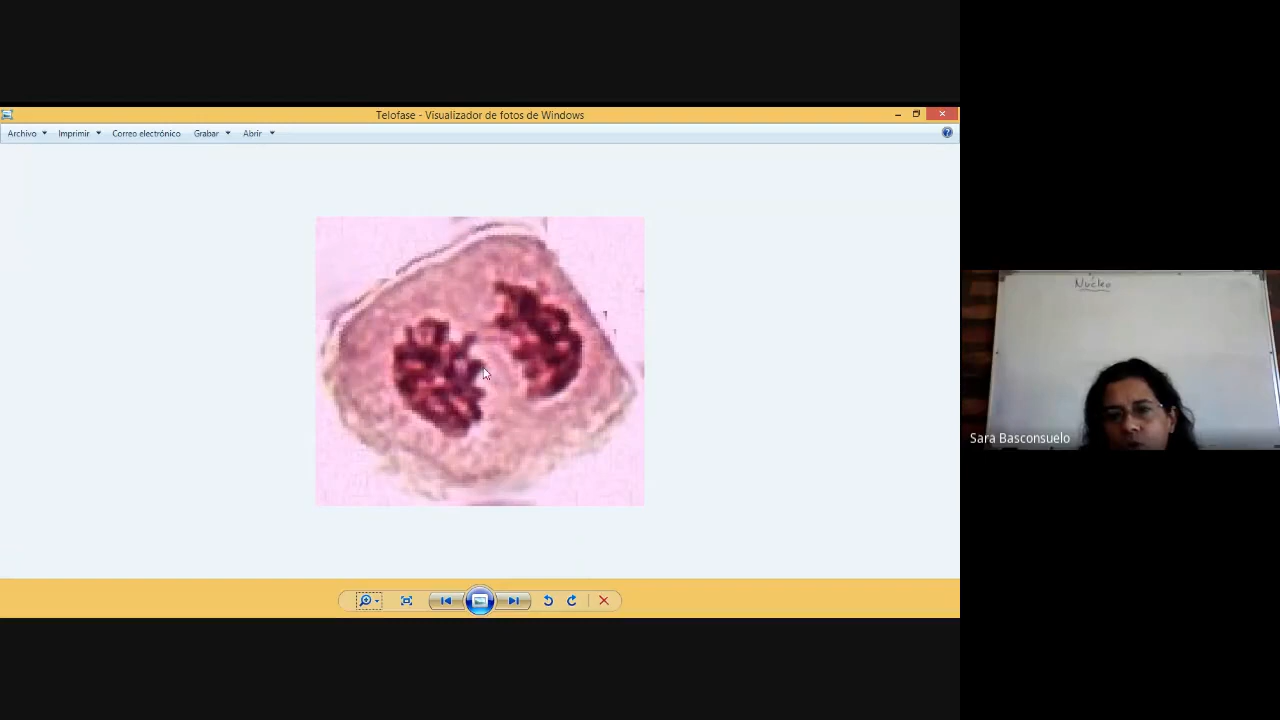 Telofase - Visualizador de fotos de Windows
Archivo Imprimir Correo electrónico Grabar Abrir
Núcleo
Sara Basconsuelo